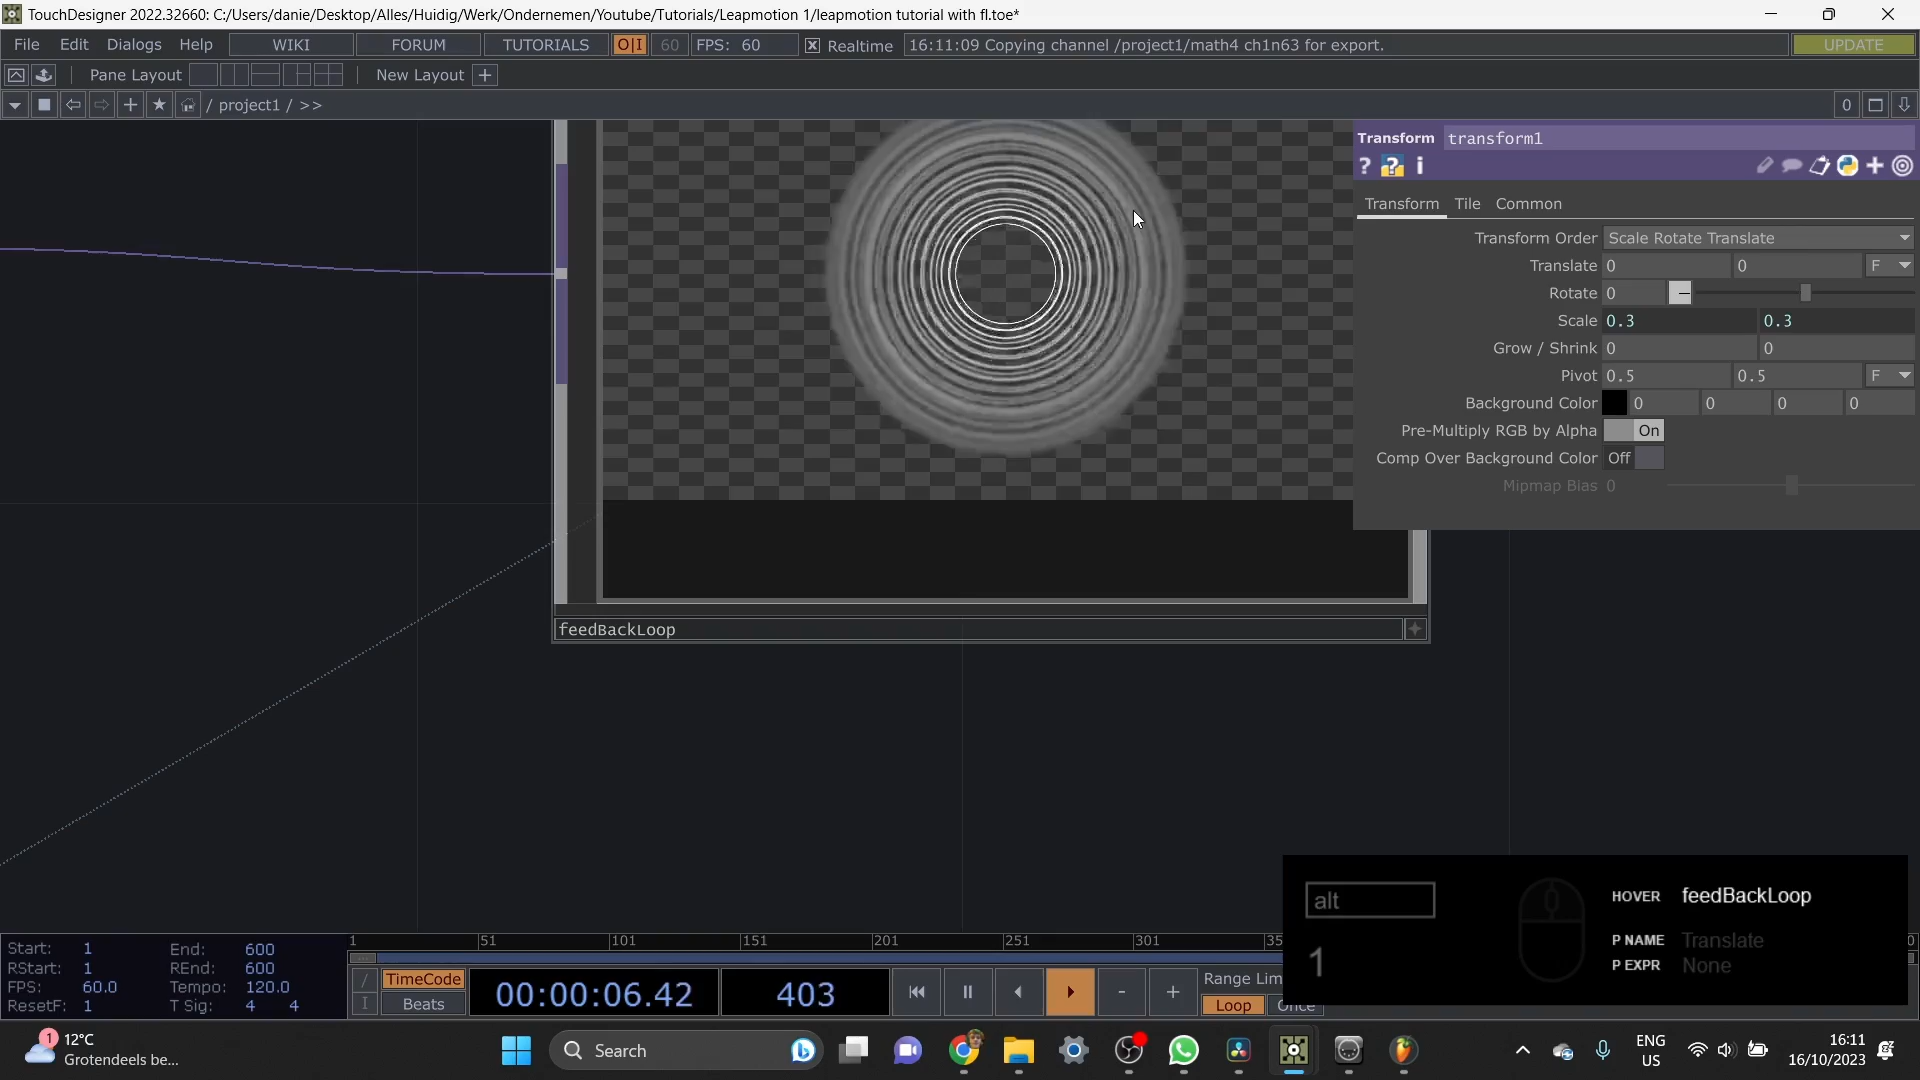 TouchDesigner 2022.32660: C:/Users/danie/Desktop/Alles/Huidig/Werk/Ondernemen/Youtube/Tutorials/Leapmotion 1/leapmotion tutorial with fl.toe*
File Edit Dialogs Help WIKI FORUM TUTORIALS O|I 60 FPS: 60 Realtime 16:11:09 Copying channel /project1/math4 ch1n63 for export. UPDATE
Pane Layout New Layout +
/ project1 / >> 0
Transform transform1
? ? i
Transform Tile Common
Transform Order Scale Rotate Translate
Translate 0 0 F
Rotate 0
Scale 0.3 0.3
Grow / Shrink 0 0
Pivot 0.5 0.5 F
Background Color 0 0 0 0
Pre-Multiply RGB by Alpha On
Comp Over Background Color Off
Mipmap Bias 0
feedBackLoop
alt HOVER feedBackLoop
1 P NAME Translate
P EXPR None
1 51 101 151 201 251 301 35
Start: 1 End: 600
RStart: 1 REnd: 600
FPS: 60.0 Tempo: 120.0
ResetF: 1 T Sig: 4 4
/ TimeCode
I Beats
00:00:06.42 403
- +
Range Lim
Loop Once
1 12°C
Grotendeels be...
Search
ENG
US
16:11
16/10/2023